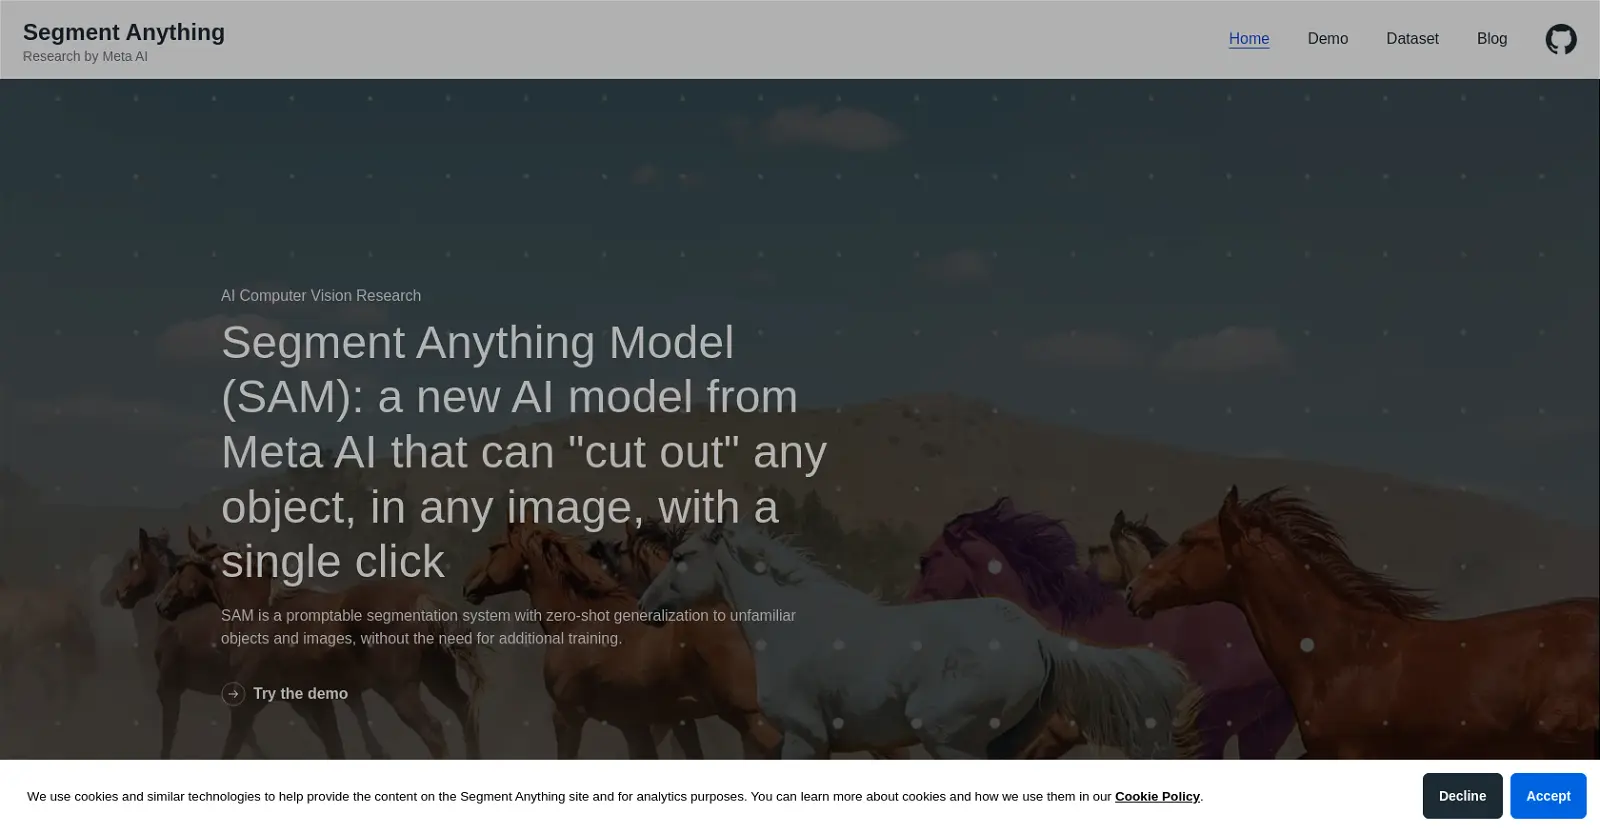 Segment Anything
Research by Meta AI
Home
Demo
Dataset
Blog
AI Computer Vision Research
Segment Anything Model
(SAM): a new AI model from
Meta AI that can "cut out" any
object, in any image, with a
single click
SAM is a promptable segmentation system with zero-shot generalization to unfamiliar
objects and images, without the need for additional training.
Try the demo
We use cookies and similar technologies to help provide the content on the Segment Anything site and for analytics purposes. You can learn more about cookies and how we use them in our Cookie Policy.
Decline
Accept